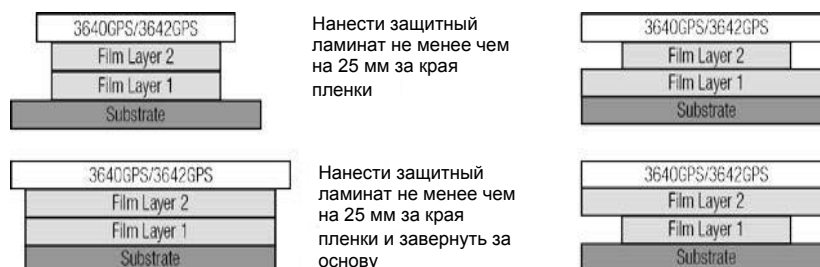 3640GPS/3642GPS
Film Layer 2
Film Layer 1
Substrate
Нанести защитный
ламинат не менее чем
на 25 мм за края
пленки
3640GPS/3642GPS
Film Layer 2
Film Layer 1
Substrate
3640GPS/3642GPS
Film Layer 2
Film Layer 1
Substrate
Нанести защитный
ламинат не менее чем
на 25 мм за края
пленки и завернуть за
основу
3640GPS/3642GPS
Film Layer 2
Film Layer 1
Substrate